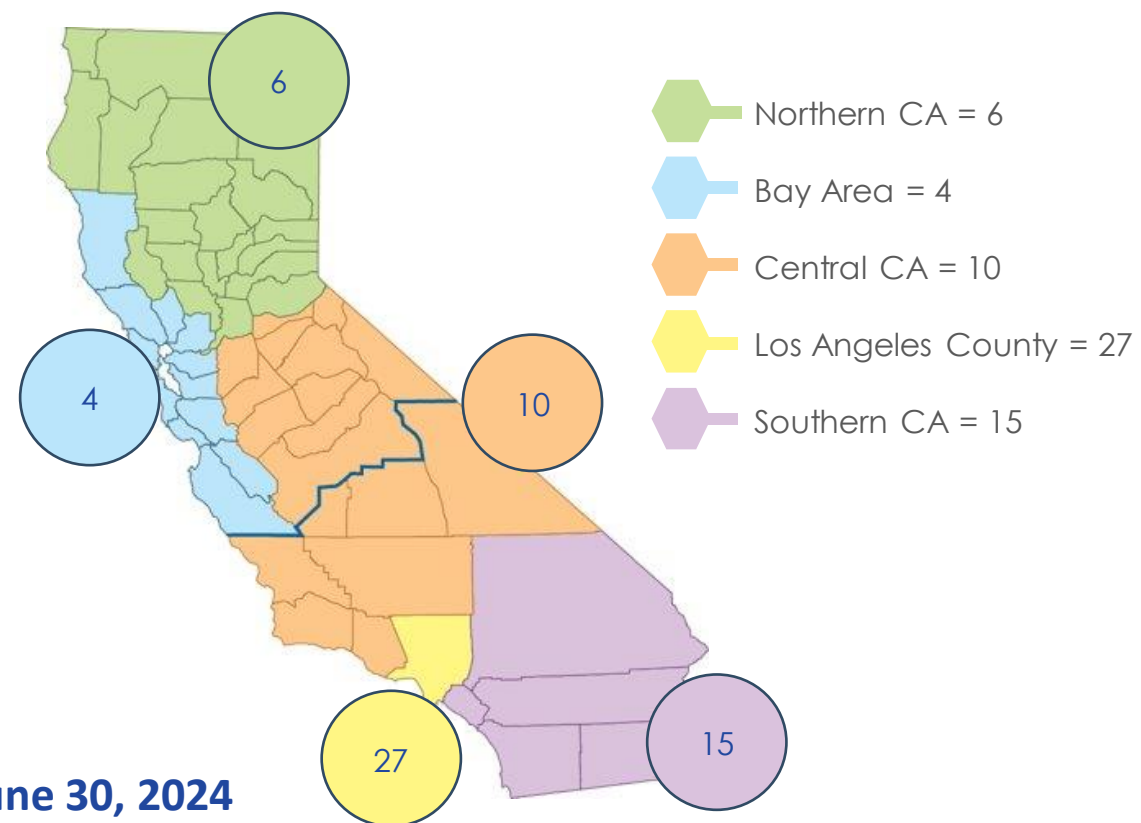 6
Northern CA = 6
Bay Area = 4
Central CA = 10
4
10
Los Angeles County = 27
Southern CA = 15
27
15
30, 2024